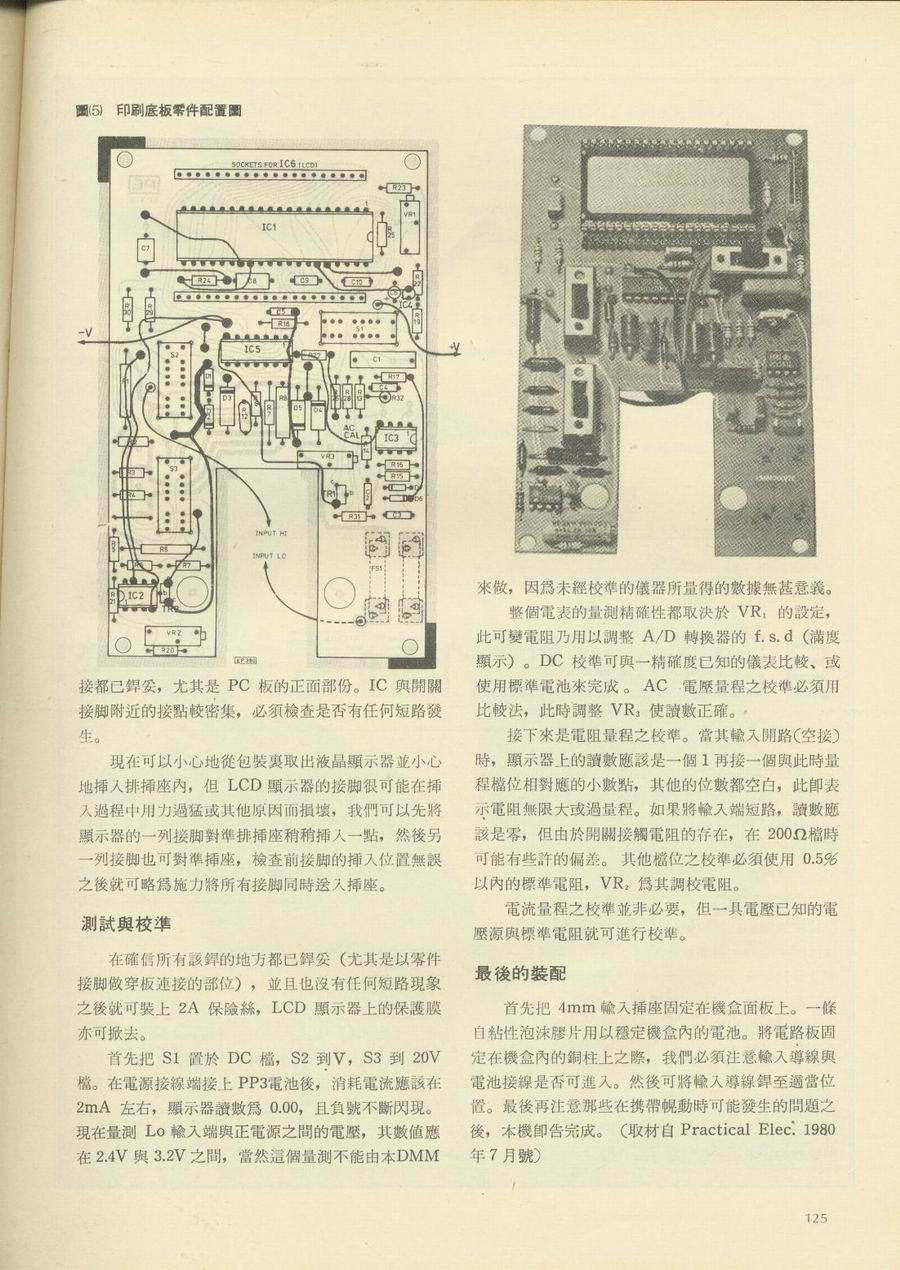 圖(5) 印刷底板零件配置圖
SOCKETS FOR IC6 (LCD)
R23
VR1
1
IC1
R25
C7
R24
C8
C9
C10
R22
IC4
R30
R29
C5
R18
S1
R19
-V
-V
IC5
S2
C1
R17
C4
R32
D3
R8
D5
D4
AC
CAL
IC3
VR3
R16
R15
S3
R3
R4
TR1
c
b
D6
R31
C3
INPUT HI
INPUT LO
FS1
R7
IC2
TR2
VR2
R20
EP 380
接都已銲妥，尤其是 PC 板的正面部份。IC 與開關
接脚附近的接點較密集，必須檢查是否有任何短路發
生。
現在可以小心地從包裝裏取出液晶顯示器並小心
地揷入排揷座內，但 LCD 顯示器的接脚很可能在揷
入過程中用力過猛或其他原因而損壞，我們可以先將
顯示器的一列接脚對準排揷座稍稍揷入一點，然後另
一列接脚也可對準揷座，檢查前接脚的揷入位置無誤
之後就可略爲施力將所有接脚同時送入揷座。
測試與校準
在確信所有該銲的地方都已銲妥（尤其是以零件
接脚做穿板連接的部位），並且也沒有任何短路現象
之後就可裝上 2A 保險絲，LCD 顯示器上的保護膜
亦可掀去。
首先把 S1 置於 DC 檔，S2 到V，S3 到 20V
檔。在電源接線端接上 PP3電池後，消耗電流應該在
2mA 左右，顯示器讀數爲 0.00，且負號不斷閃現。
現在量測 Lo 輸入端與正電源之間的電壓，其數値應
在 2.4V 與 3.2V 之間，當然這個量測不能由本DMM
來做，因爲未經校準的儀器所量得的數據無甚意義。
整個電表的量測精確性都取決於 VR₁ 的設定，
此可變電阻乃用以調整 A/D 轉換器的 f.s.d（滿度
顯示）。DC 校準可與一精確度已知的儀表比較、或
使用標準電池來完成。AC 電壓量程之校準必須用
比較法，此時調整 VR₃ 使讀數正確。
接下來是電阻量程之校準。當其輸入開路(空接)
時，顯示器上的讀數應該是一個 1 再接一個與此時量
程檔位相對應的小數點，其他的位數都空白，此卽表
示電阻無限大或過量程。如果將輸入端短路，讀數應
該是零，但由於開關接觸電阻的存在，在 200Ω檔時
可能有些許的偏差。 其他檔位之校準必須使用 0.5%
以內的標準電阻，VR₂ 爲其調校電阻。
電流量程之校準並非必要，但一具電壓已知的電
壓源與標準電阻就可進行校準。
最後的裝配
首先把 4mm 輸入揷座固定在機盒面板上。一條
自粘性泡沫膠片用以穩定機盒內的電池。將電路板固
定在機盒內的銅柱上之際，我們必須注意輸入導線與
電池接線是否可進入。然後可將輸入導線銲至適當位
置。最後再注意那些在携帶幌動時可能發生的問題之
後，本機卽告完成。（取材自 Practical Elec. 1980
年 7 月號）
125